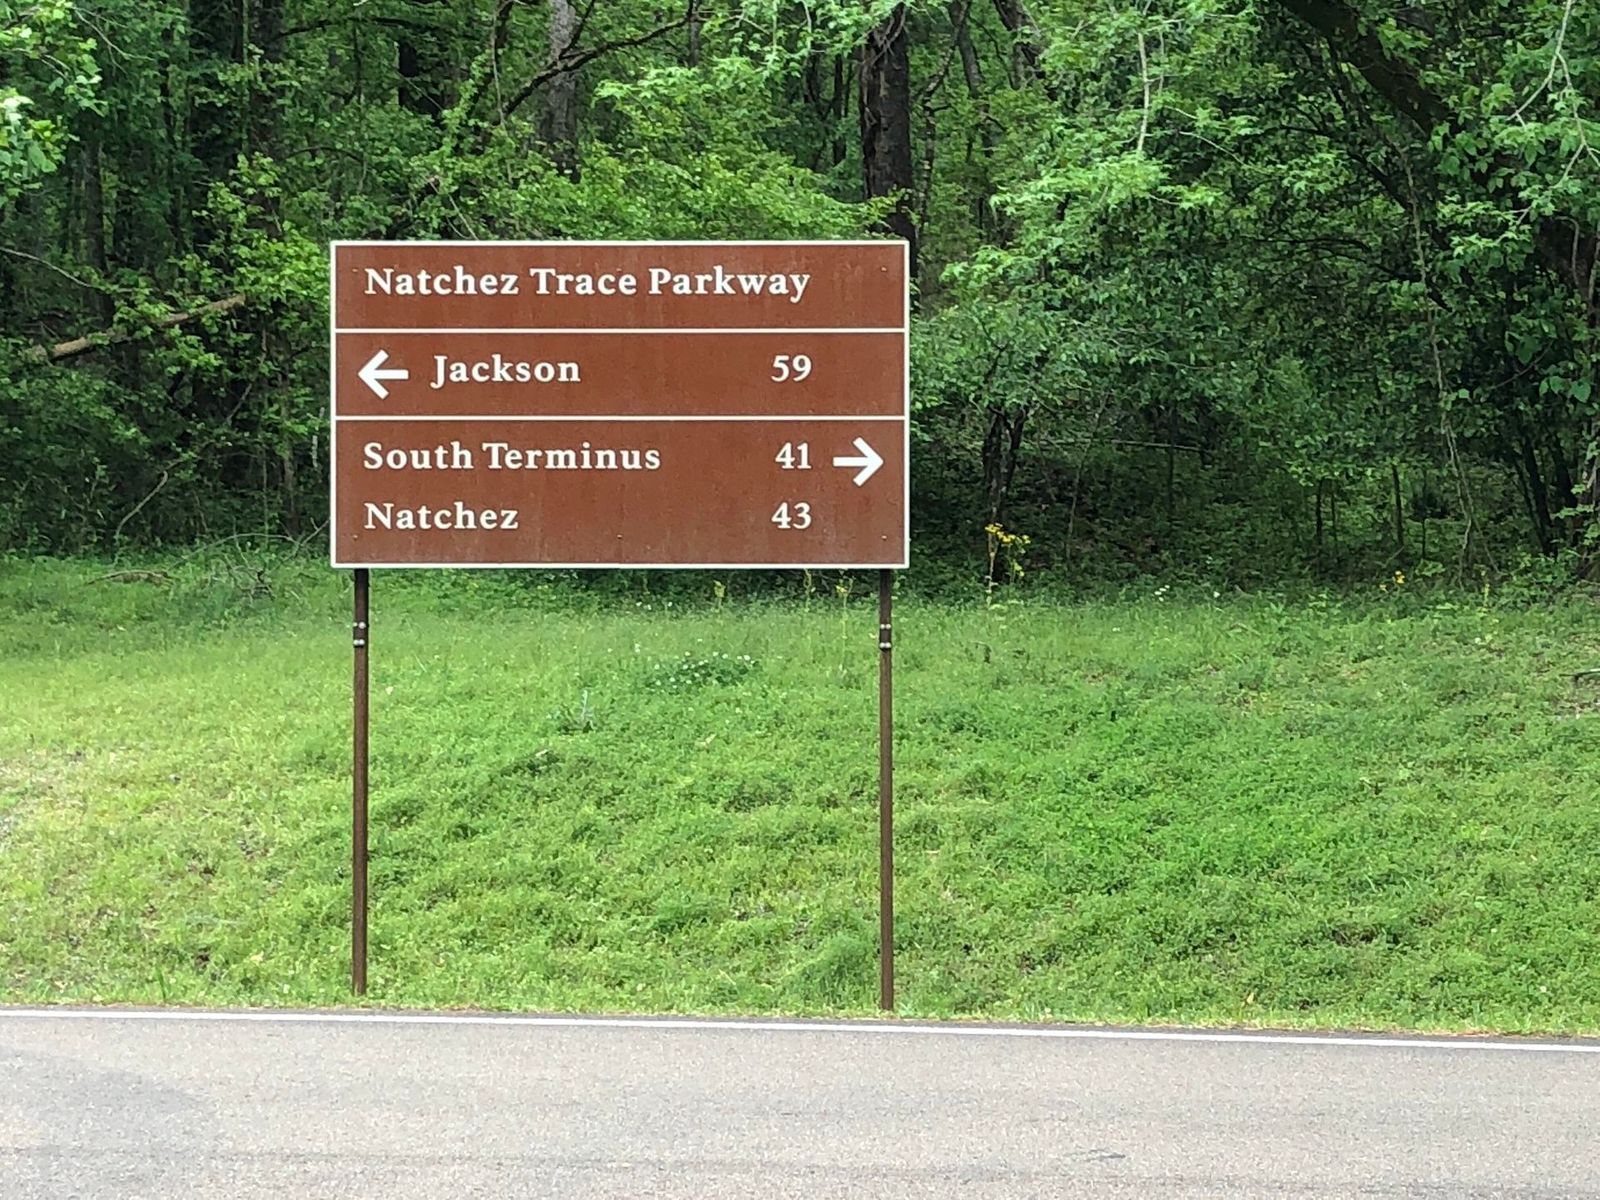 Natchez Trace Parkway
← Jackson 59
South Terminus 41 →
Natchez 43